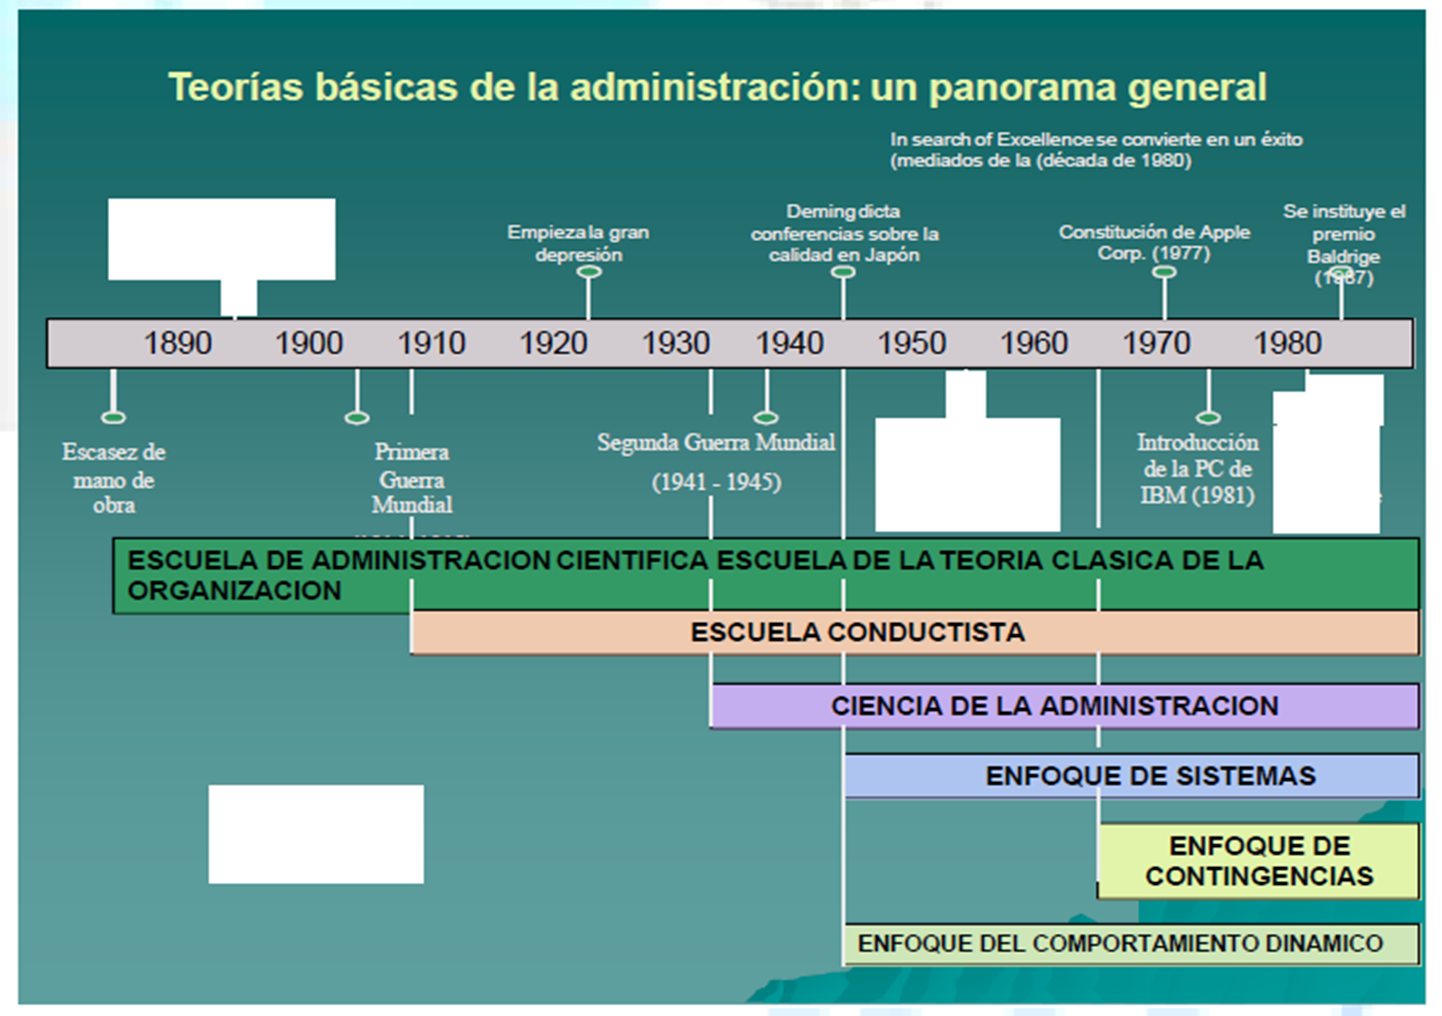 Teorías básicas de la administración: un panorama general
In search of Excellence se convierte en un éxito
(mediados de la (década de 1980)
Empieza la gran
depresión
Deming dicta
conferencias sobre la
calidad en Japón
Constitución de Apple
Corp. (1977)
Se instituye el
premio
Baldrige
(1987)
1890 1900 1910 1920 1930 1940 1950 1960 1970 1980
Escasez de
mano de
obra
Primera
Guerra
Mundial
Segunda Guerra Mundial
(1941 - 1945)
Introducción
de la PC de
IBM (1981)
ESCUELA DE ADMINISTRACION CIENTIFICA ESCUELA DE LA TEORIA CLASICA DE LA
ORGANIZACION
ESCUELA CONDUCTISTA
CIENCIA DE LA ADMINISTRACION
ENFOQUE DE SISTEMAS
ENFOQUE DE
CONTINGENCIAS
ENFOQUE DEL COMPORTAMIENTO DINAMICO